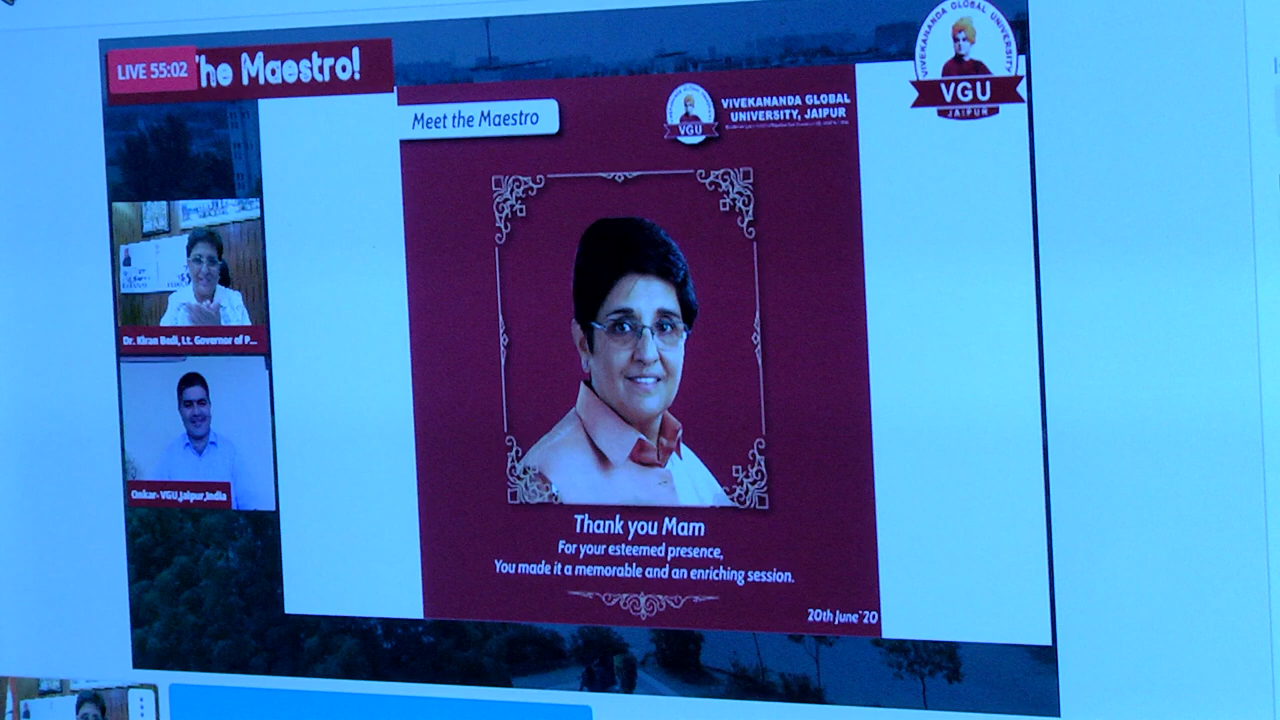 LIVE 55:02
he Maestro!
Meet the Maestro
VGU
VIVEKANANDA GLOBAL
UNIVERSITY, JAIPUR
VIVEKANANDA GLOBAL UNIVERSITY
VGU
JAIPUR
Dr. Kiran Bedi, Lt. Governor of P...
Onkar- VGU,Jaipur,India
Thank you Mam
For your esteemed presence,
You made it a memorable and an enriching session.
20th June'20